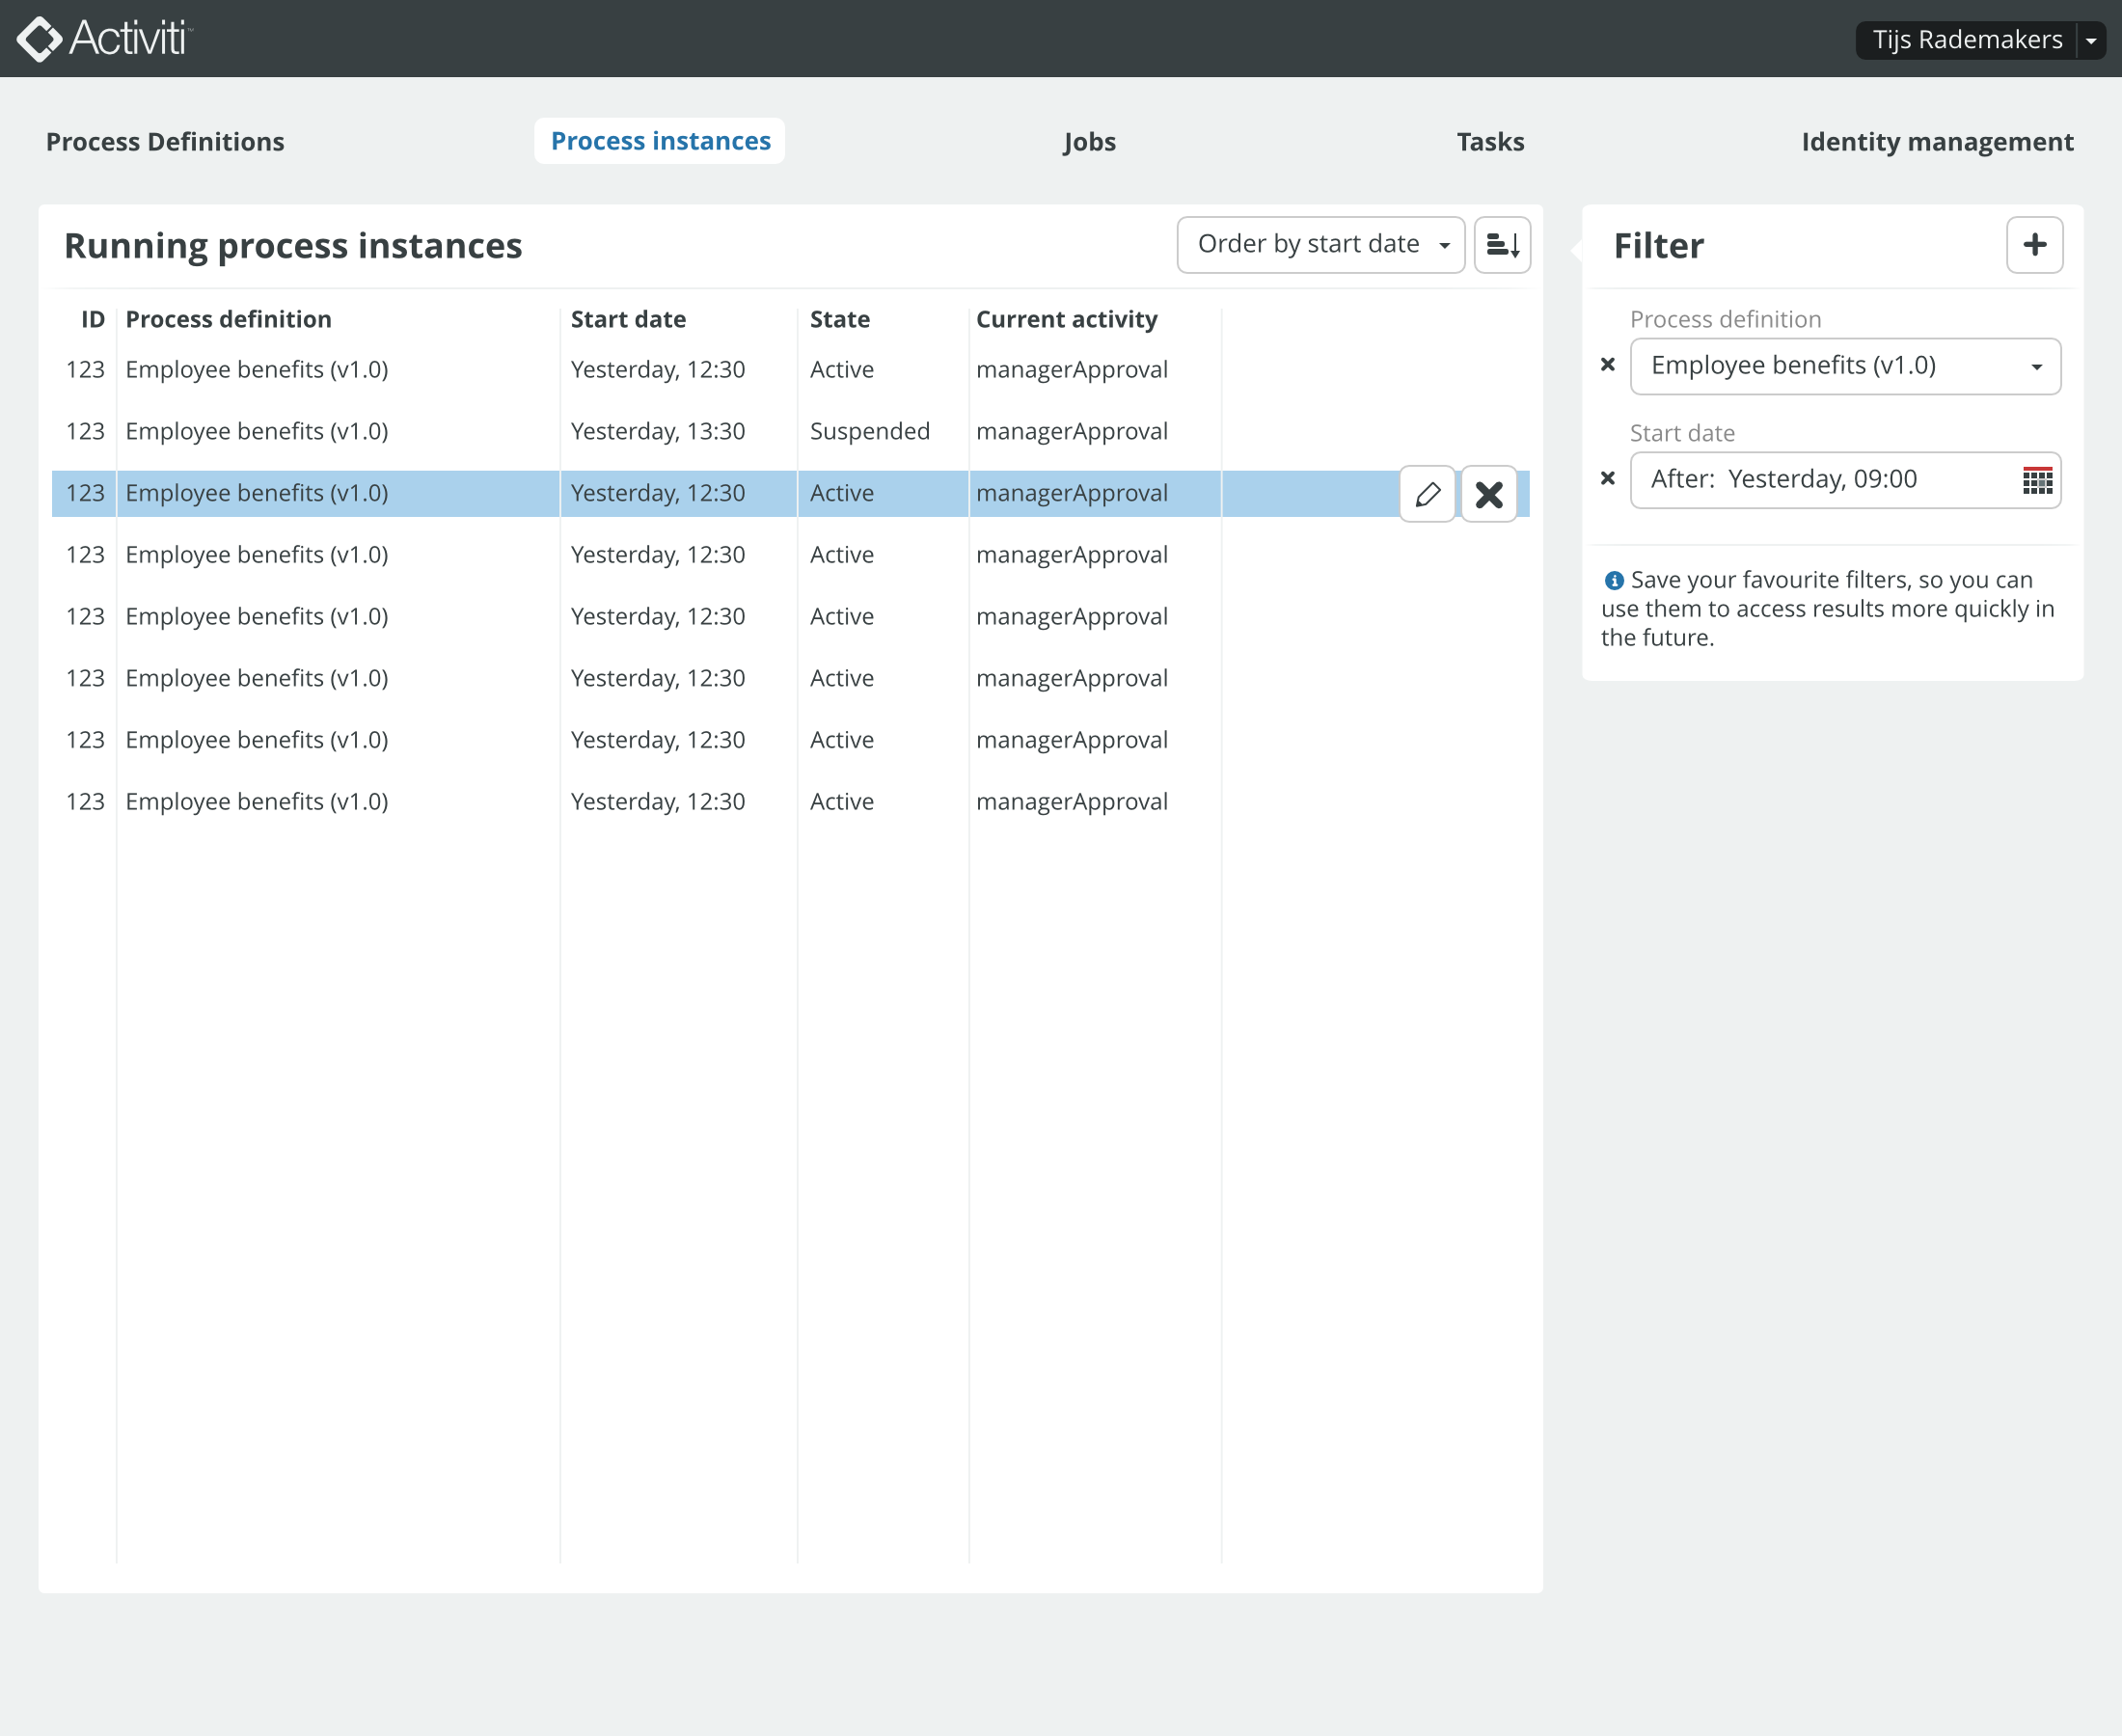 Activiti™
Tijs Rademakers
Process Definitions Process instances Jobs Tasks Identity management
Running process instances Order by start date
ID Process definition Start date State Current activity
123 Employee benefits (v1.0) Yesterday, 12:30 Active managerApproval
123 Employee benefits (v1.0) Yesterday, 13:30 Suspended managerApproval
123 Employee benefits (v1.0) Yesterday, 12:30 Active managerApproval
123 Employee benefits (v1.0) Yesterday, 12:30 Active managerApproval
123 Employee benefits (v1.0) Yesterday, 12:30 Active managerApproval
123 Employee benefits (v1.0) Yesterday, 12:30 Active managerApproval
123 Employee benefits (v1.0) Yesterday, 12:30 Active managerApproval
123 Employee benefits (v1.0) Yesterday, 12:30 Active managerApproval
Filter
Process definition
Employee benefits (v1.0)
Start date
After: Yesterday, 09:00
Save your favourite filters, so you can
use them to access results more quickly in
the future.